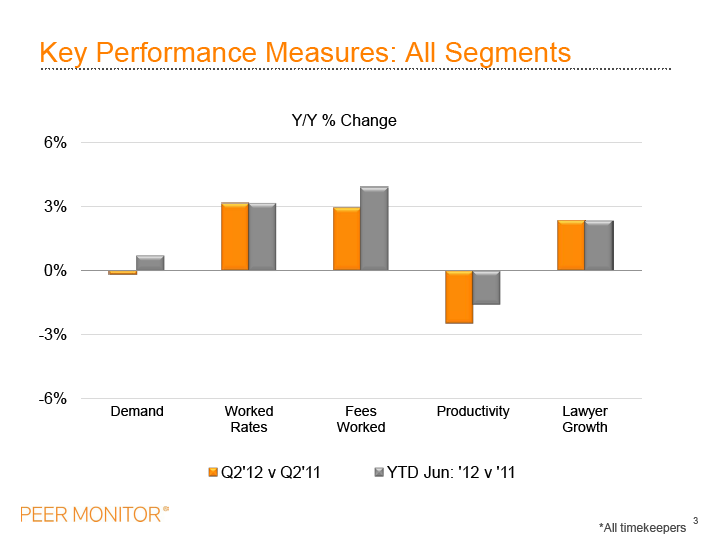 Key Performance Measures: All Segments
Y/Y % Change
6%
3%
0%
-3%
-6%
Demand
Worked
Rates
Fees
Worked
Productivity
Lawyer
Growth
Q2'12 v Q2'11
YTD Jun: '12 v '11
PEER MONITOR®
*All timekeepers
3